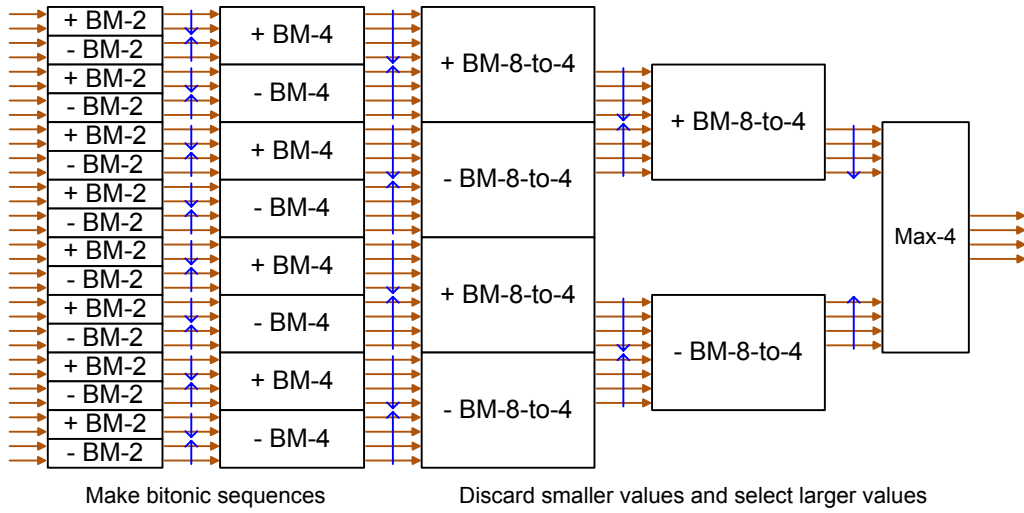 + BM-2
- BM-2
+ BM-2
- BM-2
+ BM-2
- BM-2
+ BM-2
- BM-2
+ BM-2
- BM-2
+ BM-2
- BM-2
+ BM-2
- BM-2
+ BM-2
- BM-2
+ BM-4
- BM-4
+ BM-4
- BM-4
+ BM-4
- BM-4
+ BM-4
- BM-4
+ BM-8-to-4
- BM-8-to-4
+ BM-8-to-4
- BM-8-to-4
+ BM-8-to-4
- BM-8-to-4
Max-4
Make bitonic sequences
Discard smaller values and select larger values